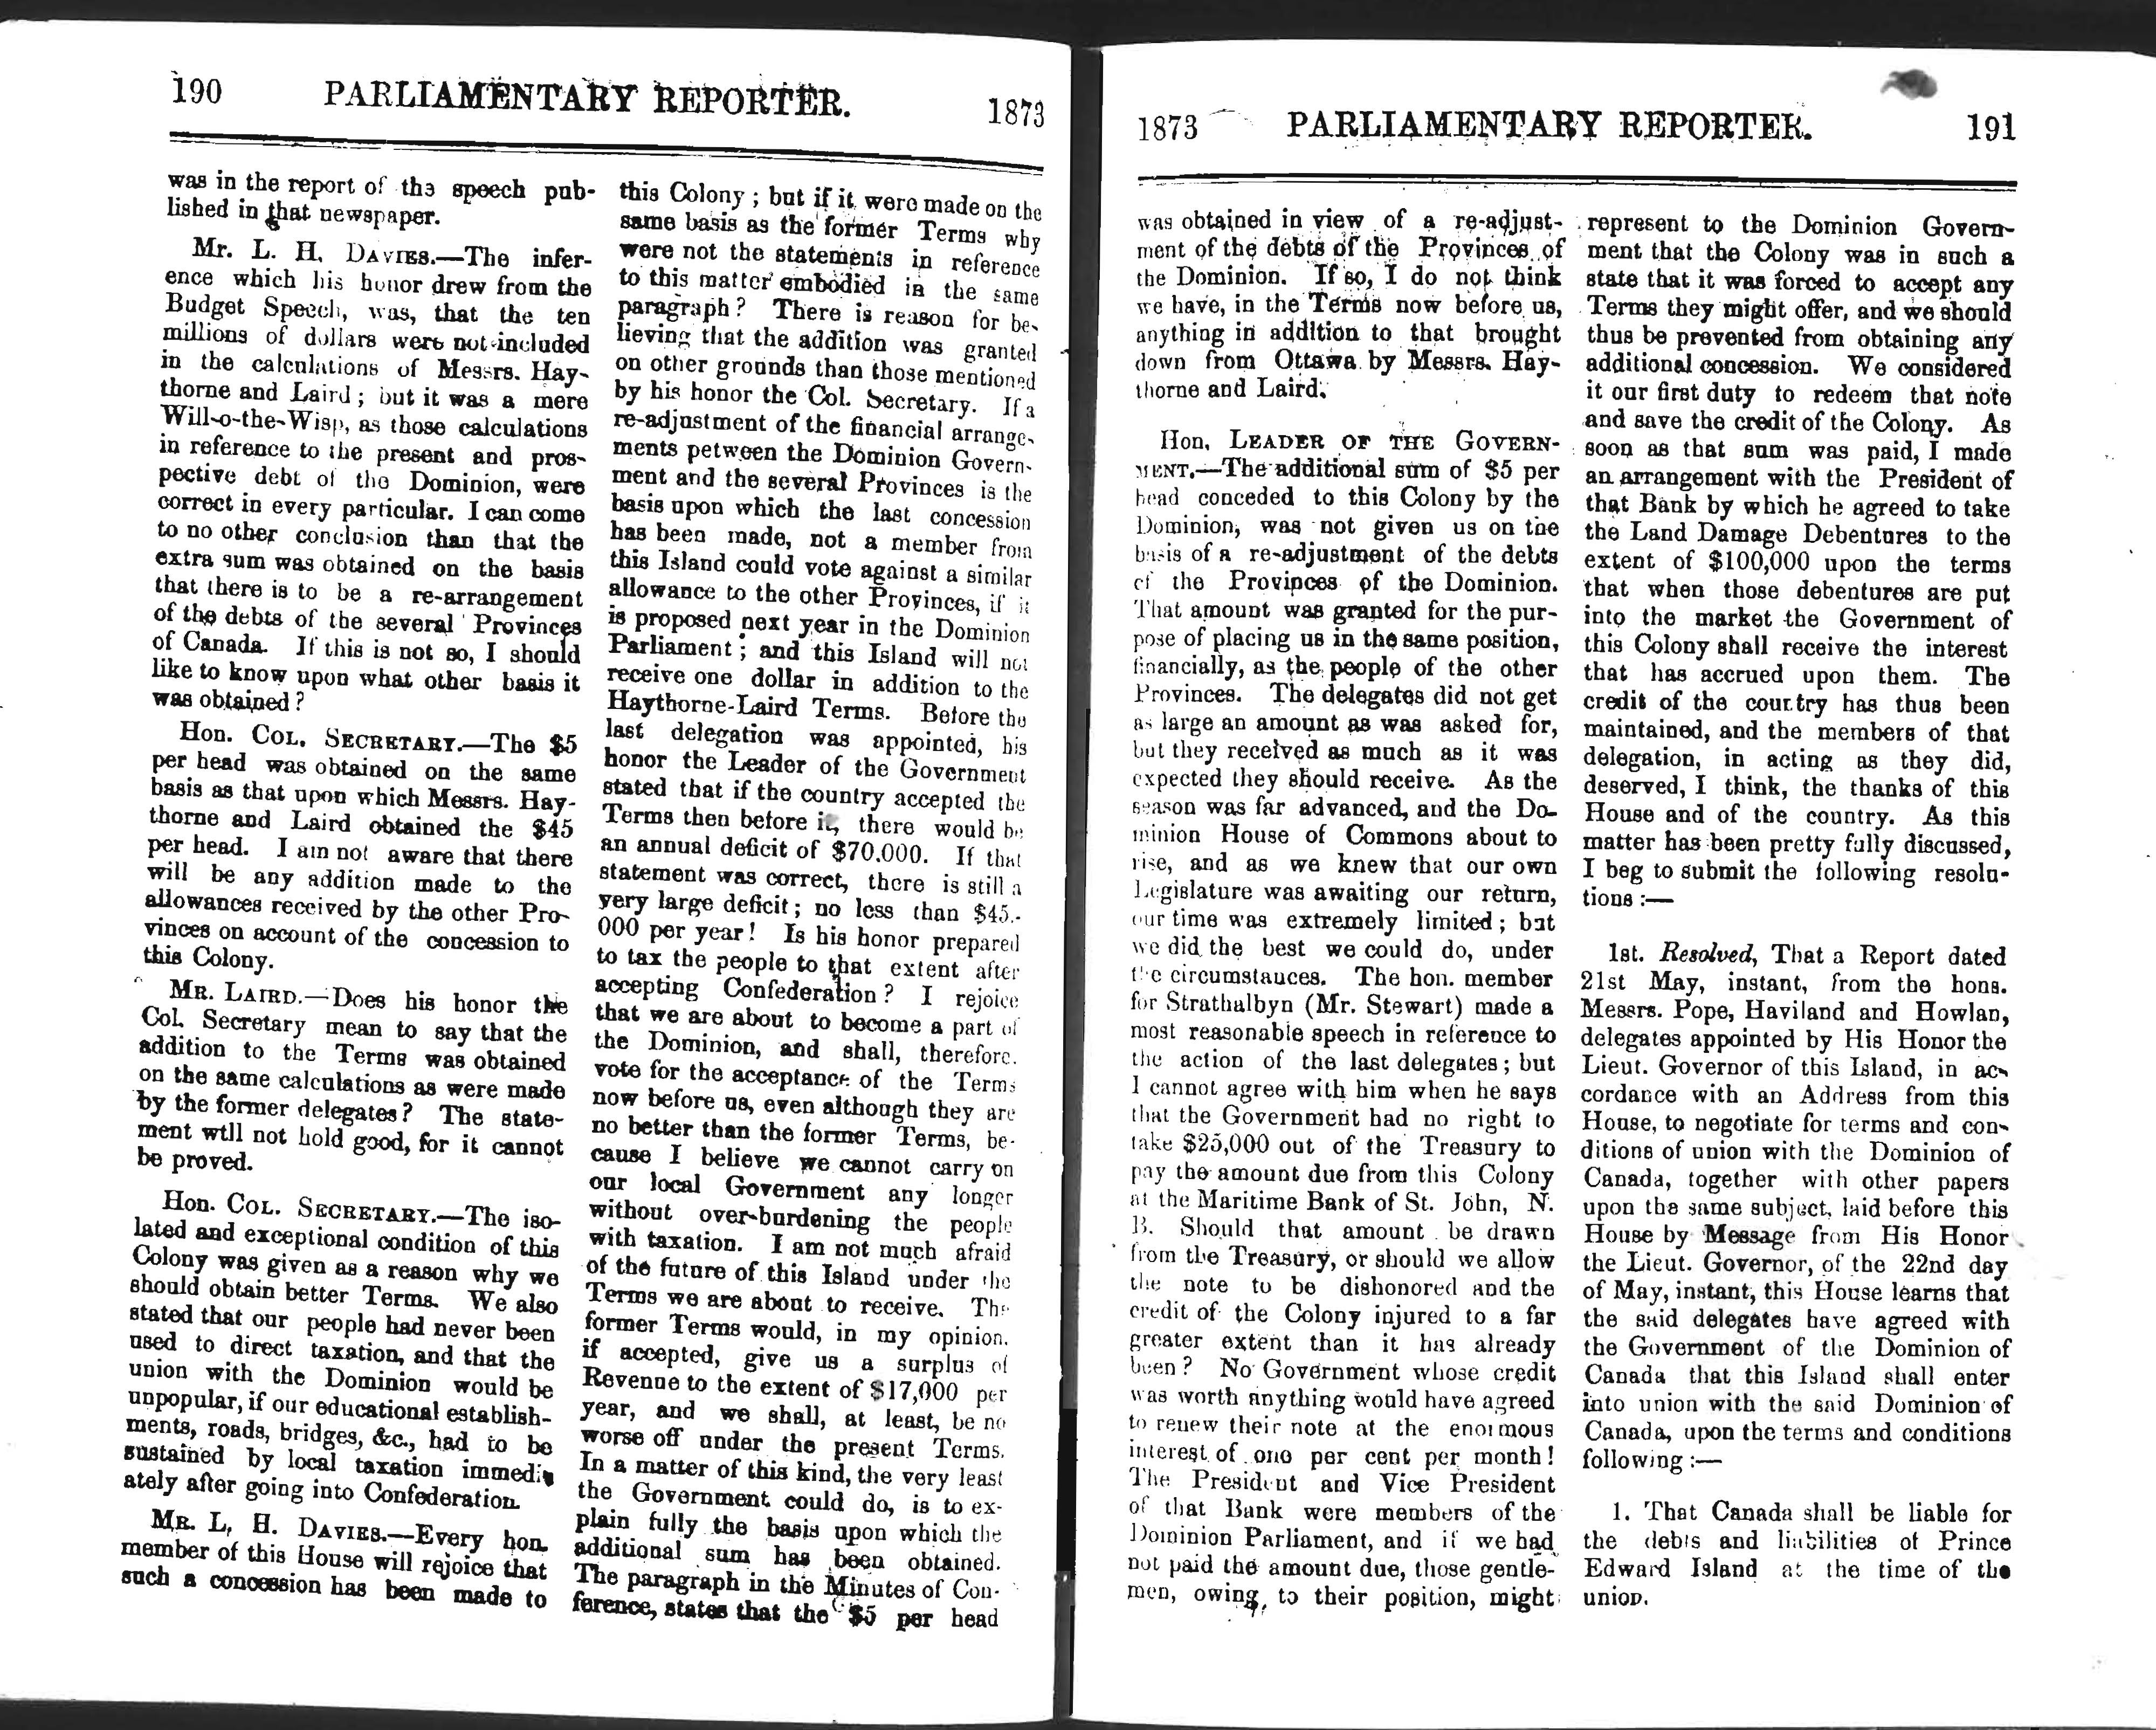 190 PARLIAMENTARY REPORTER. 1873
was in the report of tha speech pub-
lished in that newspaper.
Mr. L. H. DAVIES.—The infer-
ence which his honor drew from the
Budget Speech, was, that the ten
millions of dollars were not included
in the calculations of Messrs. Hay-
thorne and Laird; but it was a mere
Will-o-the-Wisp, as those calculations
in reference to the present and pros-
pective debt of the Dominion, were
correct in every particular. I can come
to no other conclusion than that the
extra sum was obtained on the basis
that there is to be a re-arrangement
of the debts of the several Provinces
of Canada. If this is not so, I should
like to know upon what other basis it
was obtained?
Hon. COL. SECRETARY.—The $5
per head was obtained on the same
basis as that upon which Messrs. Hay-
thorne and Laird obtained the $45
per head. I am not aware that there
will be any addition made to the
allowances received by the other Pro-
vinces on account of the concession to
this Colony.
MR. LAIRD.—Does his honor the
Col. Secretary mean to say that the
addition to the Terms was obtained
on the same calculations as were made
by the former delegates? The state-
ment wtll not hold good, for it cannot
be proved.
Hon. COL. SECRETARY.—The iso-
lated and exceptional condition of this
Colony was given as a reason why we
should obtain better Terms. We also
stated that our people had never been
used to direct taxation, and that the
union with the Dominion would be
unpopular, if our educational establish-
ments, roads, bridges, &c., had to be
sustained by local taxation immedi-
ately after going into Confederation.
MR. L, H. DAVIES.—Every hon.
member of this House will rejoice that
such a concession has been made to
this Colony; but if it were made on the
same basis as the former Terms why
were not the statements in reference
to this matter embodied in the same
paragraph? There is reason for be-
lieving that the addition was granted
on other grounds than those mentioned
by his honor the Col. Secretary. If a
re-adjustment of the financial arrange-
ments petween the Dominion Govern-
ment and the several Provinces is the
basis upon which the last concession
has been made, not a member from
this Island could vote against a similar
allowance to the other Provinces, if it
is proposed next year in the Dominion
Parliament; and this Island will not
receive one dollar in addition to the
Haythorne-Laird Terms. Before the
last delegation was appointed, his
honor the Leader of the Government
stated that if the country accepted the
Terms then before it, there would be
an annual deficit of $70.000. If that
statement was correct, there is still a
very large deficit; no less than $45.-
000 per year! Is his honor prepared
to tax the people to that extent after
accepting Confederation? I rejoice
that we are about to become a part of
the Dominion, and shall, therefore.
vote for the acceptance of the Terms
now before us, even although they are
no better than the former Terms, be-
cause I believe we cannot carry on
our local Government any longer
without over-burdening the people
with taxation. I am not much afraid
of the future of this Island under the
Terms we are about to receive. The
former Terms would, in my opinion.
if accepted, give us a surplus of
Revenue to the extent of $17,000 per
year, and we shall, at least, be no
worse off under the present Terms.
In a matter of this kind, the very least
the Government could do, is to ex-
plain fully the basis upon which the
additional sum has been obtained.
The paragraph in the Minutes of Con-
ference, states that the $5 per head
1873 PARLIAMENTARY REPORTER. 191
was obtained in view of a re-adjust-
ment of the debts of the Provinces of
the Dominion. If so, I do not think
we have, in the Terms now before us,
anything in addition to that brought
down from Ottawa by Messrs. Hay-
thorne and Laird.
Hon. LEADER OF THE GOVERN-
MENT.—The additional sum of $5 per
head conceded to this Colony by the
Dominion, was not given us on the
basis of a re-adjustment of the debts
of the Provinces of the Dominion.
That amount was granted for the pur-
pose of placing us in the same position,
financially, as the people of the other
Provinces. The delegates did not get
as large an amount as was asked for,
but they received as much as it was
expected they should receive. As the
season was far advanced, and the Do-
minion House of Commons about to
rise, and as we knew that our own
Legislature was awaiting our return,
our time was extremely limited; but
we did the best we could do, under
the circumstances. The hon. member
for Strathalbyn (Mr. Stewart) made a
most reasonable speech in reference to
the action of the last delegates; but
I cannot agree with him when he says
that the Government had no right to
take $25,000 out of the Treasury to
pay the amount due from this Colony
at the Maritime Bank of St. John, N.
B. Should that amount be drawn
from the Treasury, or should we allow
the note to be dishonored and the
credit of the Colony injured to a far
greater extent than it has already
been? No Government whose credit
was worth anything would have agreed
to renew their note at the enormous
interest of one per cent per month!
The President and Vice President
of that Bank were members of the
Dominion Parliament, and if we had
not paid the amount due, those gentle-
men, owing, to their position, might
represent to the Dominion Govern-
ment that the Colony was in such a
state that it was forced to accept any
Terms they might offer, and we should
thus be prevented from obtaining any
additional concession. We considered
it our first duty to redeem that note
and save the credit of the Colony. As
soon as that sum was paid, I made
an arrangement with the President of
that Bank by which he agreed to take
the Land Damage Debentures to the
extent of $100,000 upon the terms
that when those debentures are put
into the market the Government of
this Colony shall receive the interest
that has accrued upon them. The
credit of the country has thus been
maintained, and the members of that
delegation, in acting as they did,
deserved, I think, the thanks of this
House and of the country. As this
matter has been pretty fully discussed,
I beg to submit the following resolu-
tions:—
1st. Resolved, That a Report dated
21st May, instant, from the hons.
Messrs. Pope, Haviland and Howlan,
delegates appointed by His Honor the
Lieut. Governor of this Island, in ac-
cordance with an Address from this
House, to negotiate for terms and con-
ditions of union with the Dominion of
Canada, together with other papers
upon the same subject, laid before this
House by Message from His Honor
the Lieut. Governor, of the 22nd day
of May, instant, this House learns that
the said delegates have agreed with
the Government of the Dominion of
Canada that this Island shall enter
into union with the said Dominion of
Canada, upon the terms and conditions
following:—
1. That Canada shall be liable for
the debts and liabilities of Prince
Edward Island at the time of the
union.